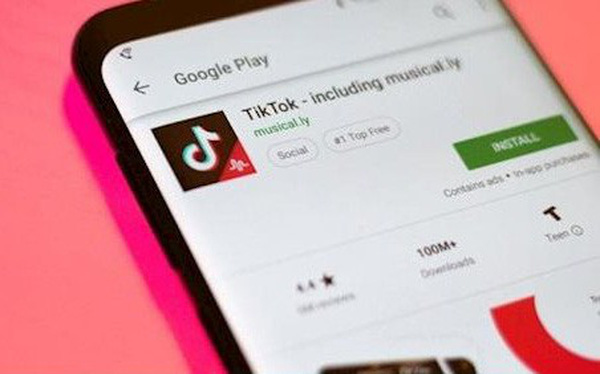 Google Play
TikTok - including musical.ly
musical.ly
Social
#1 Top Free
INSTALL
Contains ads • In-app purchases
4.4 ★
100M+
T
reviews
Downloads
Teen